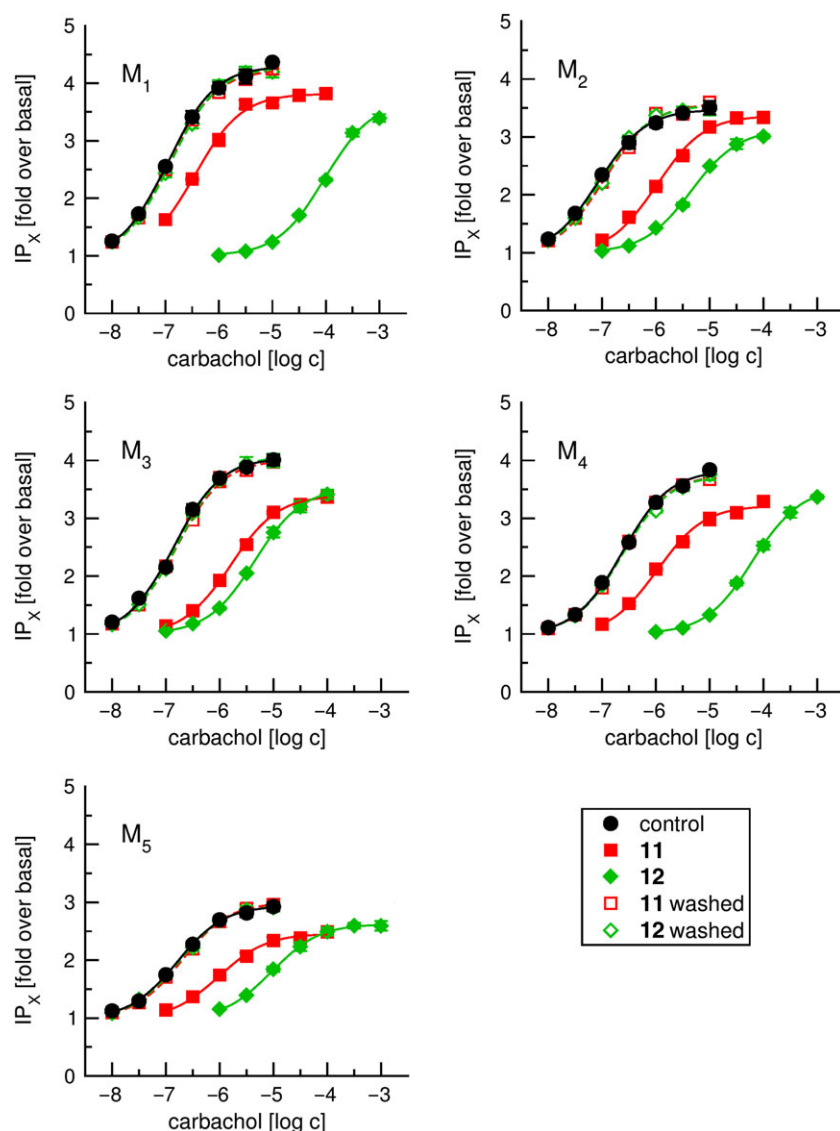 M1
5
4
3
2
1
IPX [fold over basal]
−8 −7 −6 −5 −4 −3
carbachol [log c]
M2
5
4
3
2
1
IPX [fold over basal]
−8 −7 −6 −5 −4 −3
carbachol [log c]
M3
5
4
3
2
1
IPX [fold over basal]
−8 −7 −6 −5 −4 −3
carbachol [log c]
M4
5
4
3
2
1
IPX [fold over basal]
−8 −7 −6 −5 −4 −3
carbachol [log c]
M5
5
4
3
2
1
IPX [fold over basal]
−8 −7 −6 −5 −4 −3
carbachol [log c]
control
11
12
11 washed
12 washed